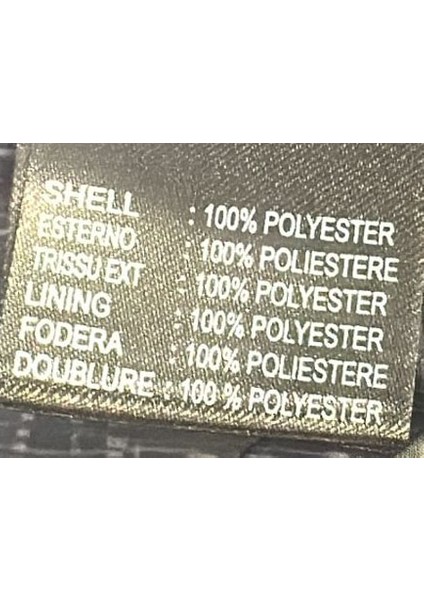 SHELL : 100% POLYESTER
ESTERNO : 100% POLIESTERE
TRISSU EXT : 100% POLYESTER
LINING : 100% POLYESTER
FODERA : 100% POLIESTERE
DOUBLURE : 100 % POLYESTER